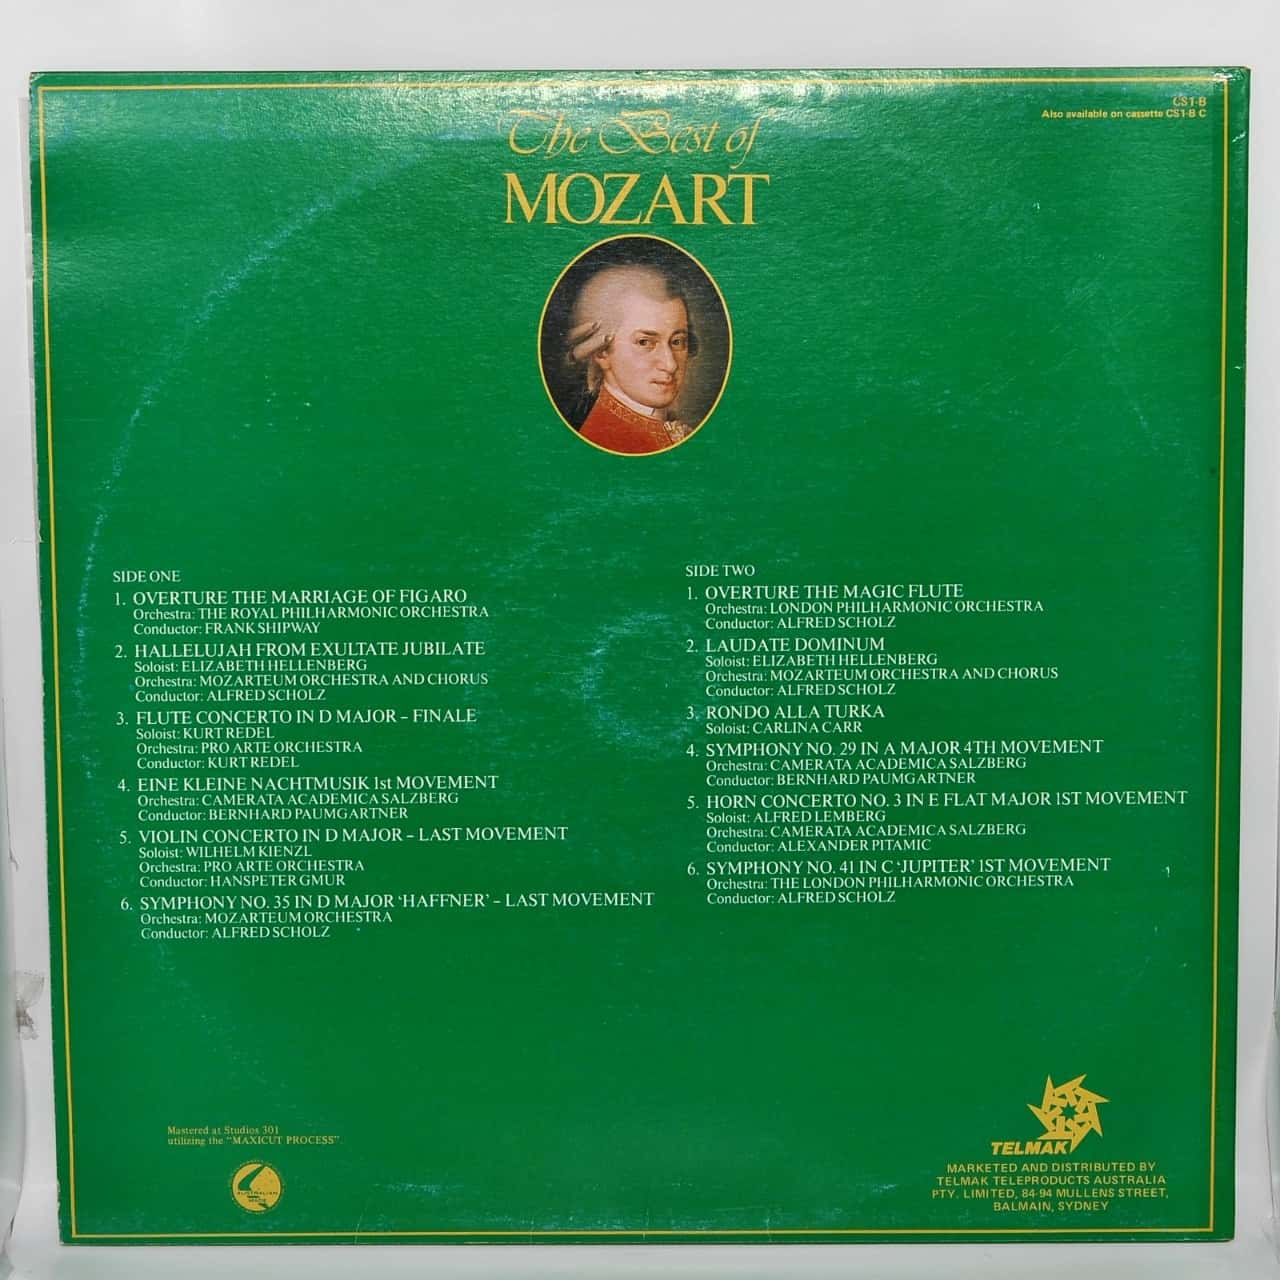 CS1-B
Also available on cassette CS1-B C
The Best of
MOZART
SIDE ONE
1. OVERTURE THE MARRIAGE OF FIGARO
Orchestra: THE ROYAL PHILHARMONIC ORCHESTRA
Conductor: FRANK SHIPWAY
2. HALLELUJAH FROM EXULTATE JUBILATE
Soloist: ELIZABETH HELLENBERG
Orchestra: MOZARTEUM ORCHESTRA AND CHORUS
Conductor: ALFRED SCHOLZ
3. FLUTE CONCERTO IN D MAJOR – FINALE
Soloist: KURT REDEL
Orchestra: PRO ARTE ORCHESTRA
Conductor: KURT REDEL
4. EINE KLEINE NACHTMUSIK 1st MOVEMENT
Orchestra: CAMERATA ACADEMICA SALZBERG
Conductor: BERNHARD PAUMGARTNER
5. VIOLIN CONCERTO IN D MAJOR – LAST MOVEMENT
Soloist: WILHELM KIENZL
Orchestra: PRO ARTE ORCHESTRA
Conductor: HANSPETER GMUR
6. SYMPHONY NO. 35 IN D MAJOR ‘HAFFNER’ – LAST MOVEMENT
Orchestra: MOZARTEUM ORCHESTRA
Conductor: ALFRED SCHOLZ
SIDE TWO
1. OVERTURE THE MAGIC FLUTE
Orchestra: LONDON PHILHARMONIC ORCHESTRA
Conductor: ALFRED SCHOLZ
2. LAUDATE DOMINUM
Soloist: ELIZABETH HELLENBERG
Orchestra: MOZARTEUM ORCHESTRA AND CHORUS
Conductor: ALFRED SCHOLZ
3. RONDO ALLA TURKA
Soloist: CARLINA CARR
4. SYMPHONY NO. 29 IN A MAJOR 4TH MOVEMENT
Orchestra: CAMERATA ACADEMICA SALZBERG
Conductor: BERNHARD PAUMGARTNER
5. HORN CONCERTO NO. 3 IN E FLAT MAJOR 1ST MOVEMENT
Soloist: ALFRED LEMBERG
Orchestra: CAMERATA ACADEMICA SALZBERG
Conductor: ALEXANDER PITAMIC
6. SYMPHONY NO. 41 IN C ‘JUPITER’ 1ST MOVEMENT
Orchestra: THE LONDON PHILHARMONIC ORCHESTRA
Conductor: ALFRED SCHOLZ
Mastered at Studios 301
utilizing the “MAXICUT PROCESS”.
AUSTRALIAN
MADE
TELMAK
MARKETED AND DISTRIBUTED BY
TELMAK TELEPRODUCTS AUSTRALIA
PTY. LIMITED, 84-94 MULLENS STREET,
BALMAIN, SYDNEY